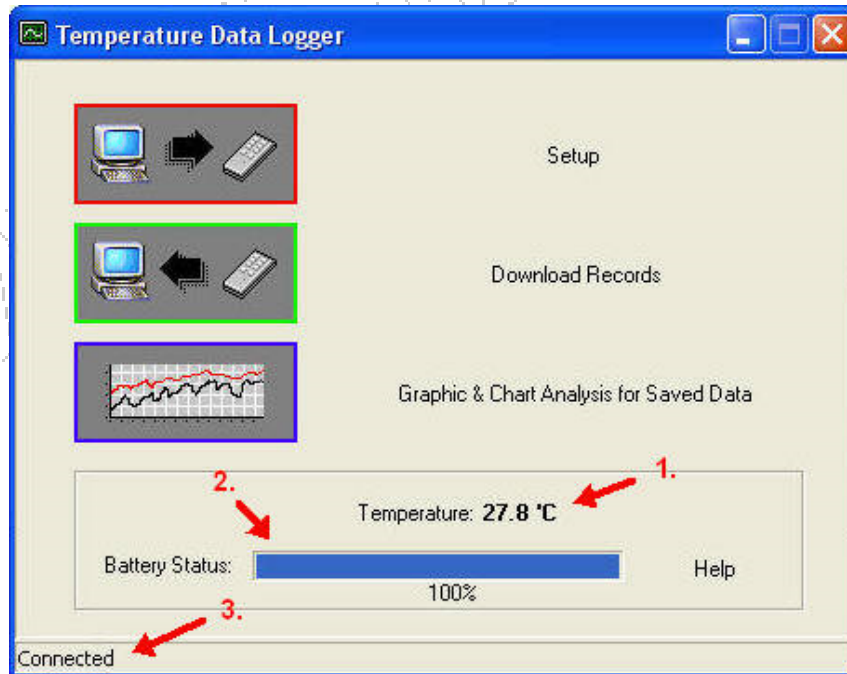 Temperature Data Logger
Setup
Download Records
Graphic & Chart Analysis for Saved Data
1.
2.
Temperature: 27.8 'C
Battery Status:
Help
100%
3.
Connected